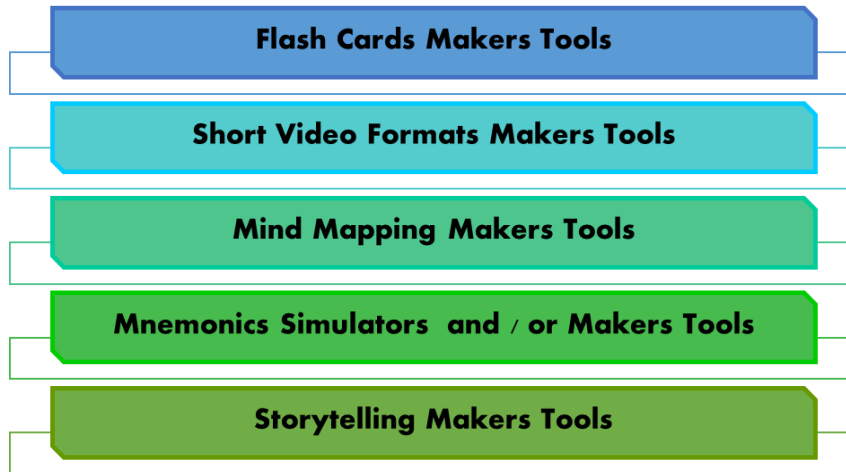 Flash Cards Makers Tools
Short Video Formats Makers Tools
Mind Mapping Makers Tools
Mnemonics Simulators and / or Makers Tools
Storytelling Makers Tools